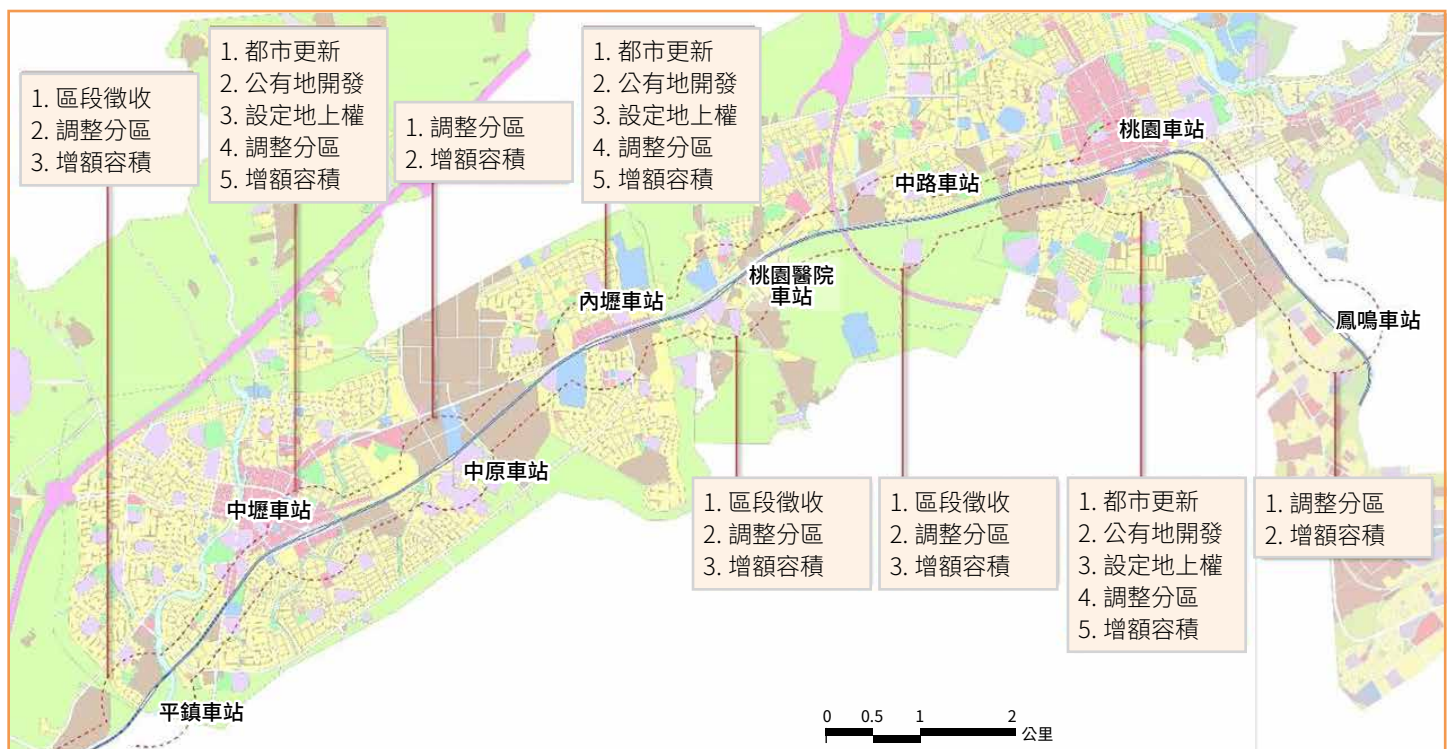 1. 區段徵收
2. 調整分區
3. 增額容積
1. 都市更新
2. 公有地開發
3. 設定地上權
4. 調整分區
5. 增額容積
1. 調整分區
2. 增額容積
1. 都市更新
2. 公有地開發
3. 設定地上權
4. 調整分區
5. 增額容積
桃園車站
中路車站
桃園醫院
車站
內壢車站
鳳鳴車站
中原車站
中壢車站
平鎮車站
1. 區段徵收
2. 調整分區
3. 增額容積
1. 區段徵收
2. 調整分區
3. 增額容積
1. 都市更新
2. 公有地開發
3. 設定地上權
4. 調整分區
5. 增額容積
1. 調整分區
2. 增額容積
0 0.5 1 2
公里